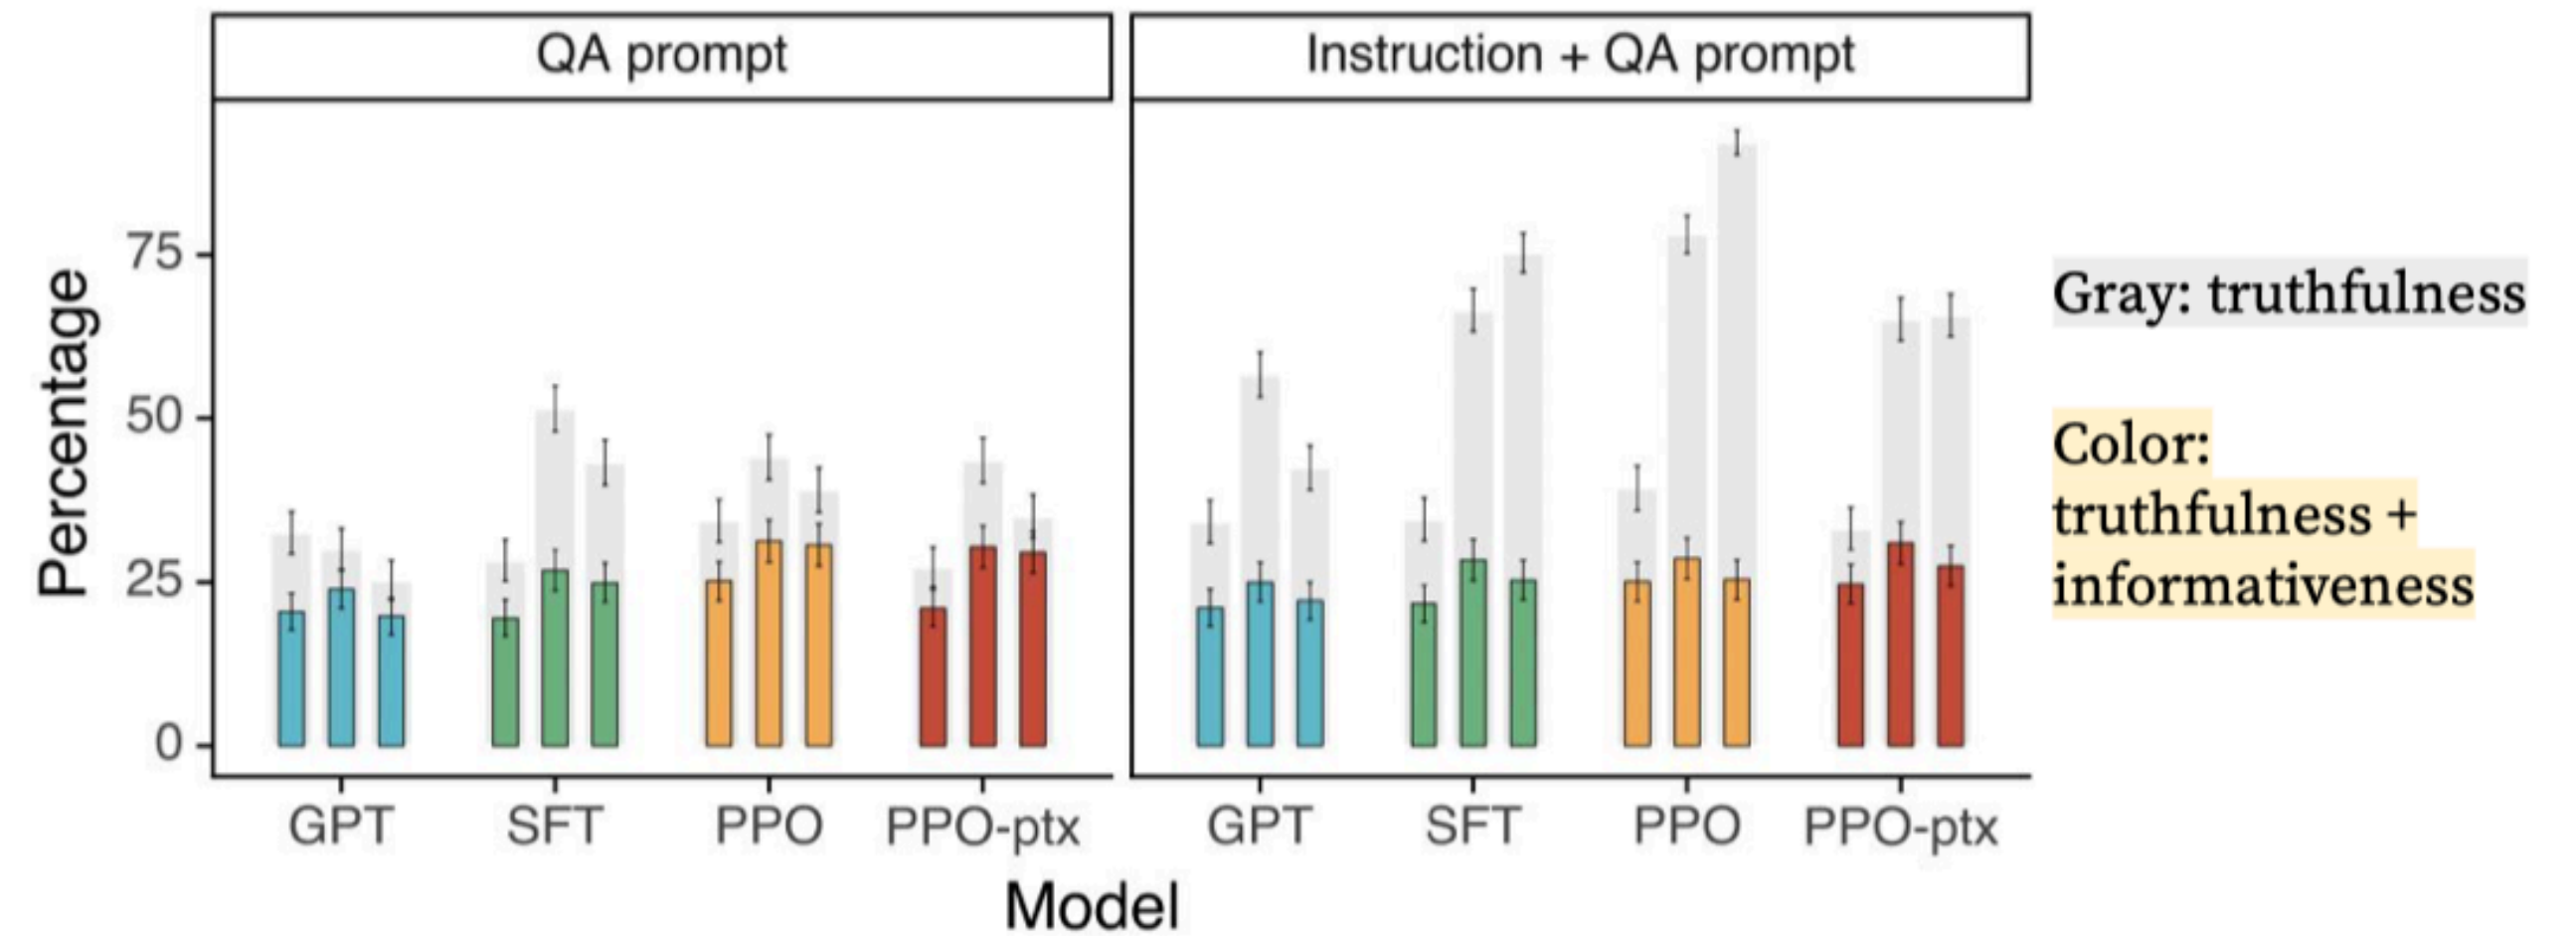 QA prompt
Instruction + QA prompt
Percentage
75
50
25
0
GPT
SFT
PPO
PPO-ptx
GPT
SFT
PPO
PPO-ptx
Model
Gray: truthfulness
Color:
truthfulness +
informativeness